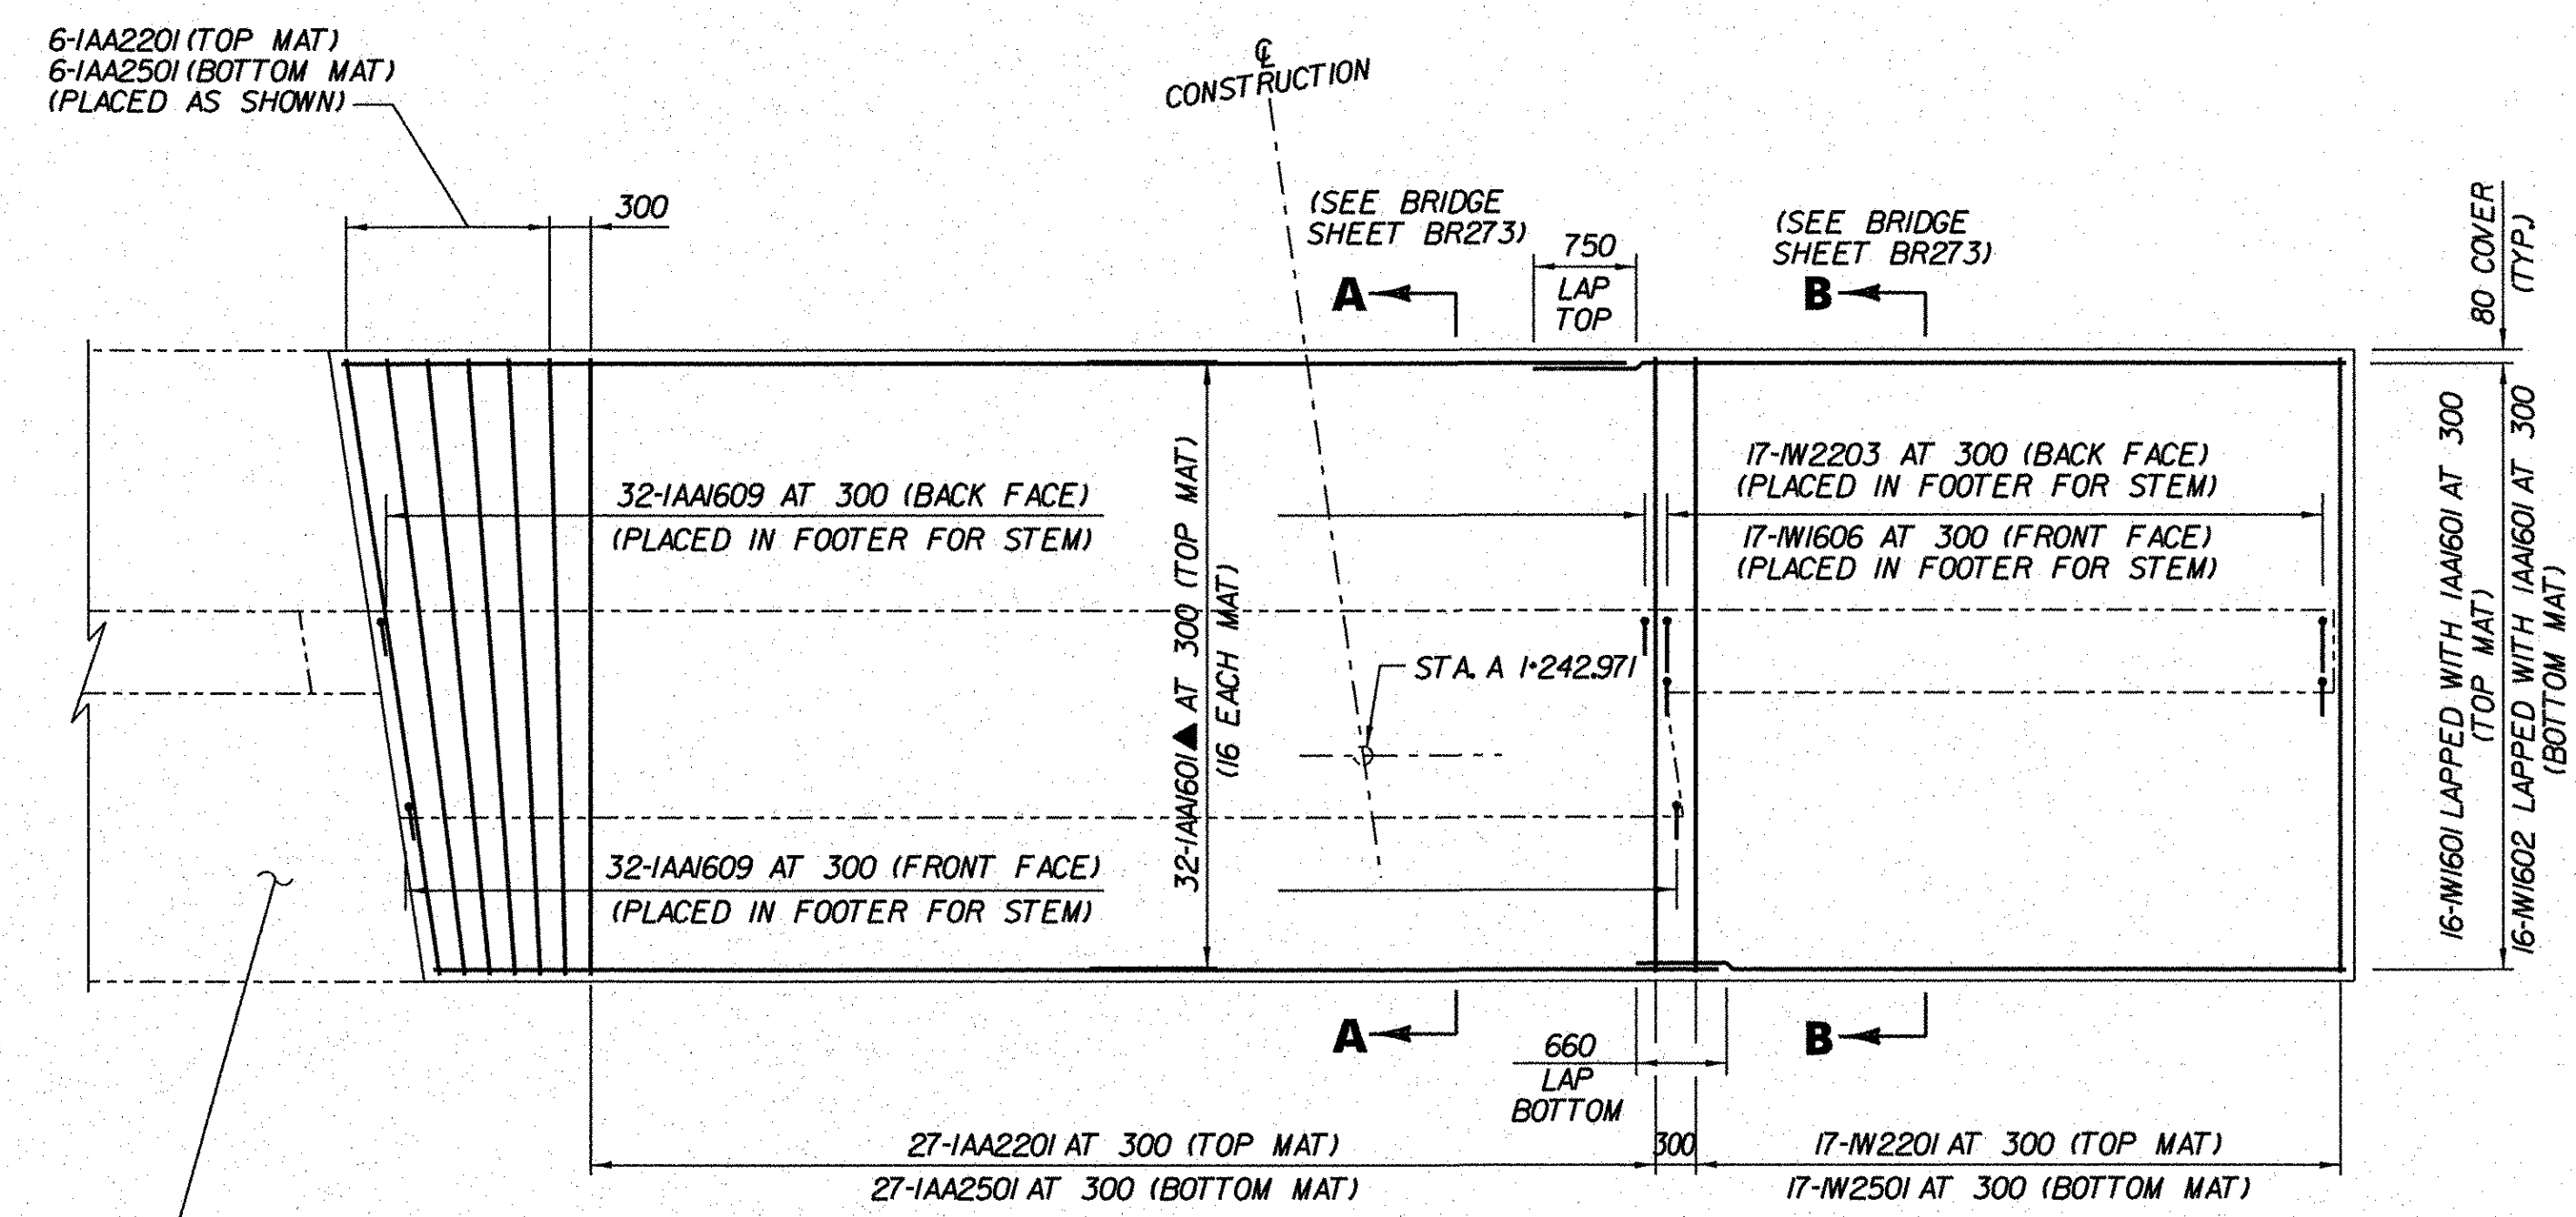 6-1AA2201 (TOP MAT)
6-1AA2501 (BOTTOM MAT)
(PLACED AS SHOWN)
300
℄
CONSTRUCTION
(SEE BRIDGE
SHEET BR273)
750
LAP
TOP
A
(SEE BRIDGE
SHEET BR273)
B
80 COVER
(TYP.)
32-1AA1609 AT 300 (BACK FACE)
(PLACED IN FOOTER FOR STEM)
32-1AA1601▲ AT 300 (TOP MAT)
(16 EACH MAT)
17-1W2203 AT 300 (BACK FACE)
(PLACED IN FOOTER FOR STEM)
17-1W1606 AT 300 (FRONT FACE)
(PLACED IN FOOTER FOR STEM)
16-1W1601 LAPPED WITH 1AA1601 AT 300
(TOP MAT)
16-1W1602 LAPPED WITH 1AA1601 AT 300
(BOTTOM MAT)
STA. A 1+242.971
32-1AA1609 AT 300 (FRONT FACE)
(PLACED IN FOOTER FOR STEM)
A
660
LAP
BOTTOM
B
27-1AA2201 AT 300 (TOP MAT)
27-1AA2501 AT 300 (BOTTOM MAT)
300
17-1W2201 AT 300 (TOP MAT)
17-1W2501 AT 300 (BOTTOM MAT)